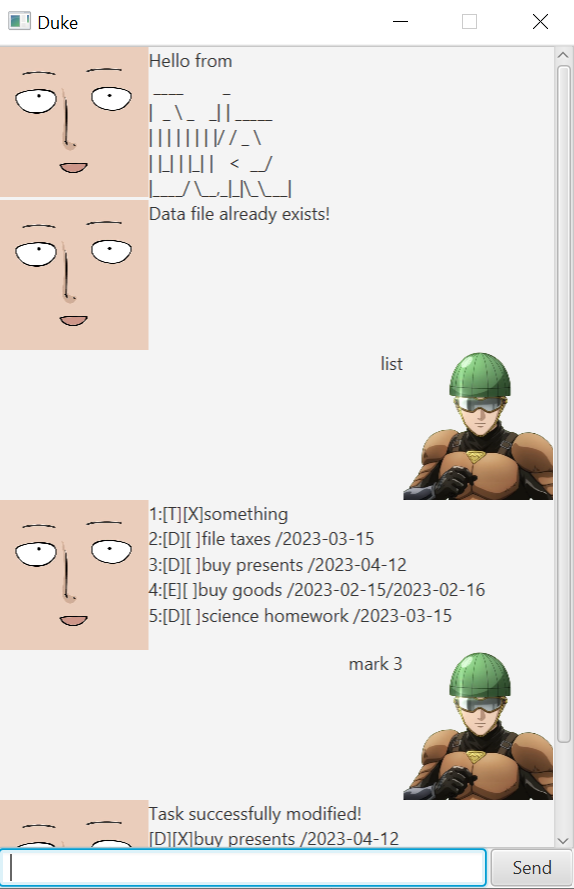 Duke
Hello from
 ____        _
|  _ \ _   _| | _____
| | | | | | | |/ / _ \
| |_| | |_| |   <  __/
|____/ \__,_|_|\_\___|
Data file already exists!
list
1:[T][X]something
2:[D][ ]file taxes /2023-03-15
3:[D][ ]buy presents /2023-04-12
4:[E][ ]buy goods /2023-02-15/2023-02-16
5:[D][ ]science homework /2023-03-15
mark 3
Task successfully modified!
[D][X]buy presents /2023-04-12
Send